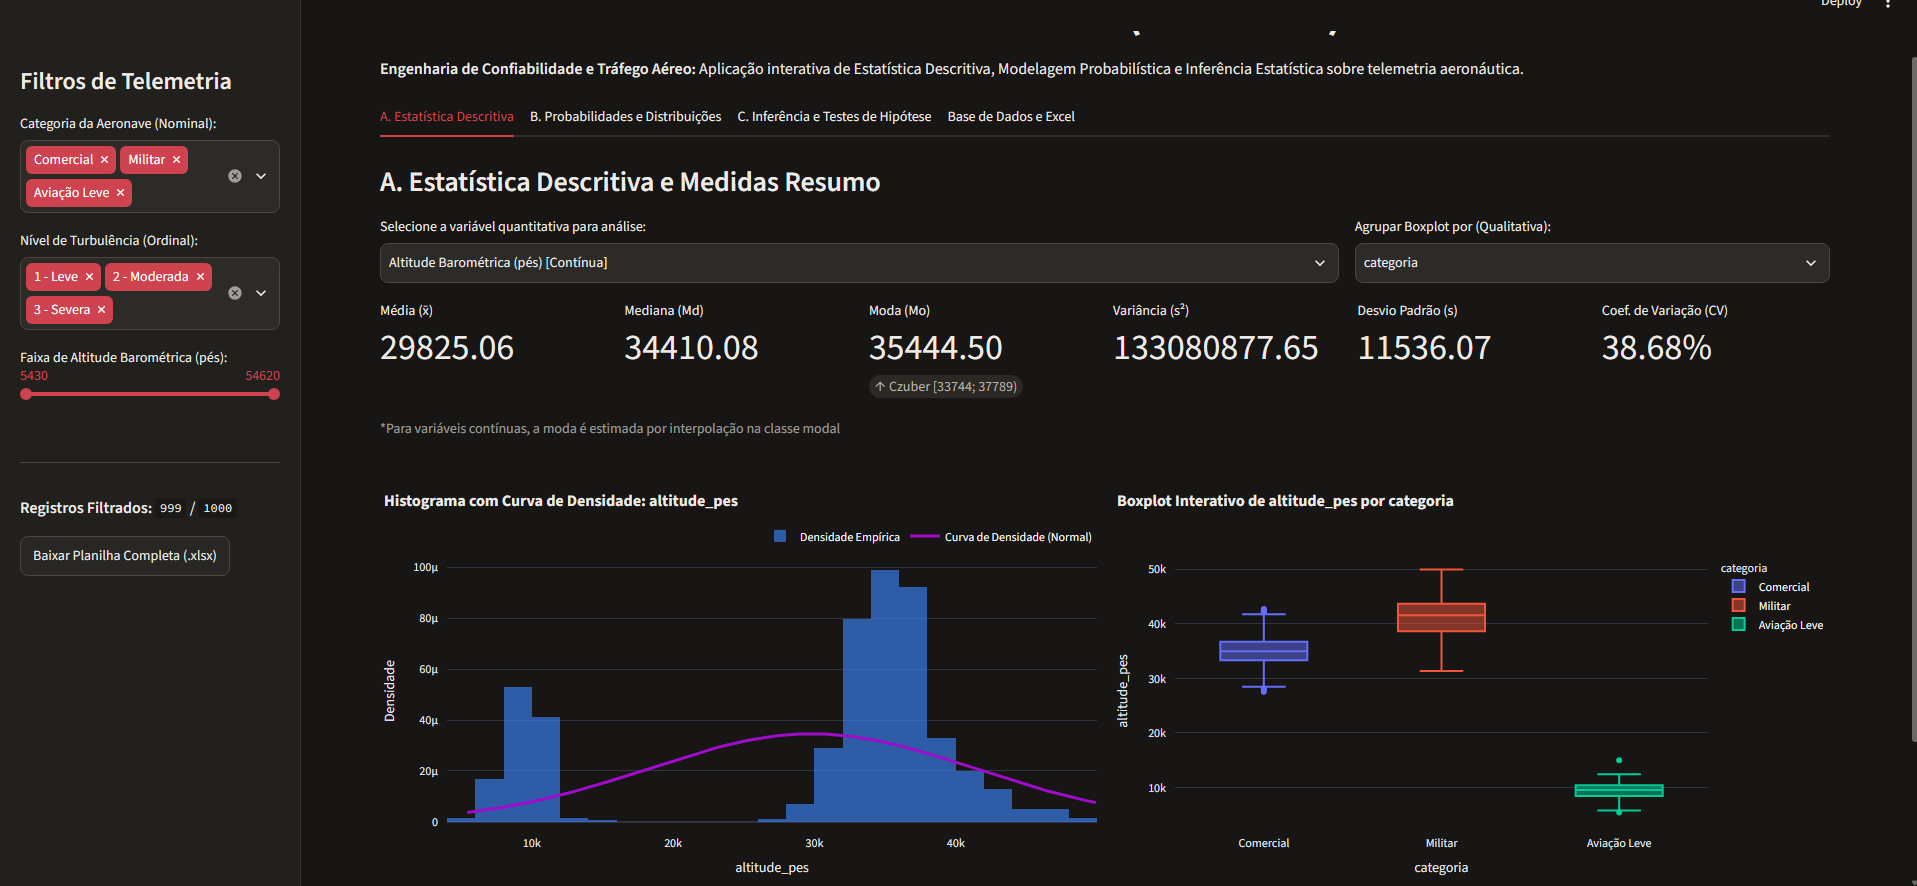 Deploy
Filtros de Telemetria
Categoria da Aeronave (Nominal):
Comercial
Militar
Aviação Leve
Nível de Turbulência (Ordinal):
1 - Leve
2 - Moderada
3 - Severa
Faixa de Altitude Barométrica (pés):
5430 54620
Registros Filtrados: 999 / 1000
Baixar Planilha Completa (.xlsx)
Engenharia de Confiabilidade e Tráfego Aéreo: Aplicação interativa de Estatística Descritiva, Modelagem Probabilística e Inferência Estatística sobre telemetria aeronáutica.
A. Estatística Descritiva B. Probabilidades e Distribuições C. Inferência e Testes de Hipótese Base de Dados e Excel
A. Estatística Descritiva e Medidas Resumo
Selecione a variável quantitativa para análise: Agrupar Boxplot por (Qualitativa):
Altitude Barométrica (pés) [Contínua] categoria
Média (x̄) Mediana (Md) Moda (Mo) Variância (s²) Desvio Padrão (s) Coef. de Variação (CV)
29825.06 34410.08 35444.50 133080877.65 11536.07 38.68%
↑ Czuber [33744; 37789)
*Para variáveis contínuas, a moda é estimada por interpolação na classe modal
Histograma com Curva de Densidade: altitude_pes
Densidade Empírica Curva de Densidade (Normal)
100µ
80µ
60µ
40µ
20µ
0
Densidade
10k 20k 30k 40k
altitude_pes
Boxplot Interativo de altitude_pes por categoria
50k
40k
30k
20k
10k
altitude_pes
categoria
Comercial
Militar
Aviação Leve
Comercial Militar Aviação Leve
categoria